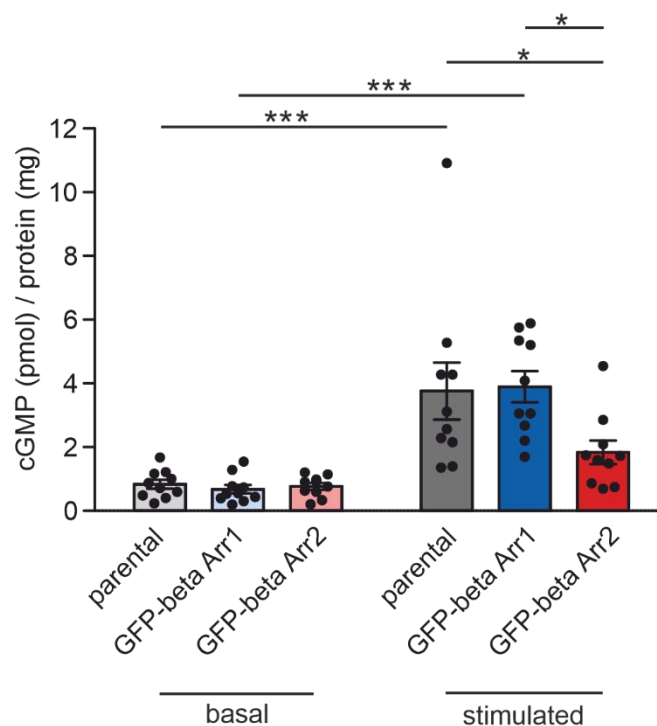 *
*
***
***
12
10
8
6
4
2
0
cGMP (pmol) / protein (mg)
parental
GFP-beta Arr1
GFP-beta Arr2
parental
GFP-beta Arr1
GFP-beta Arr2
basal
stimulated